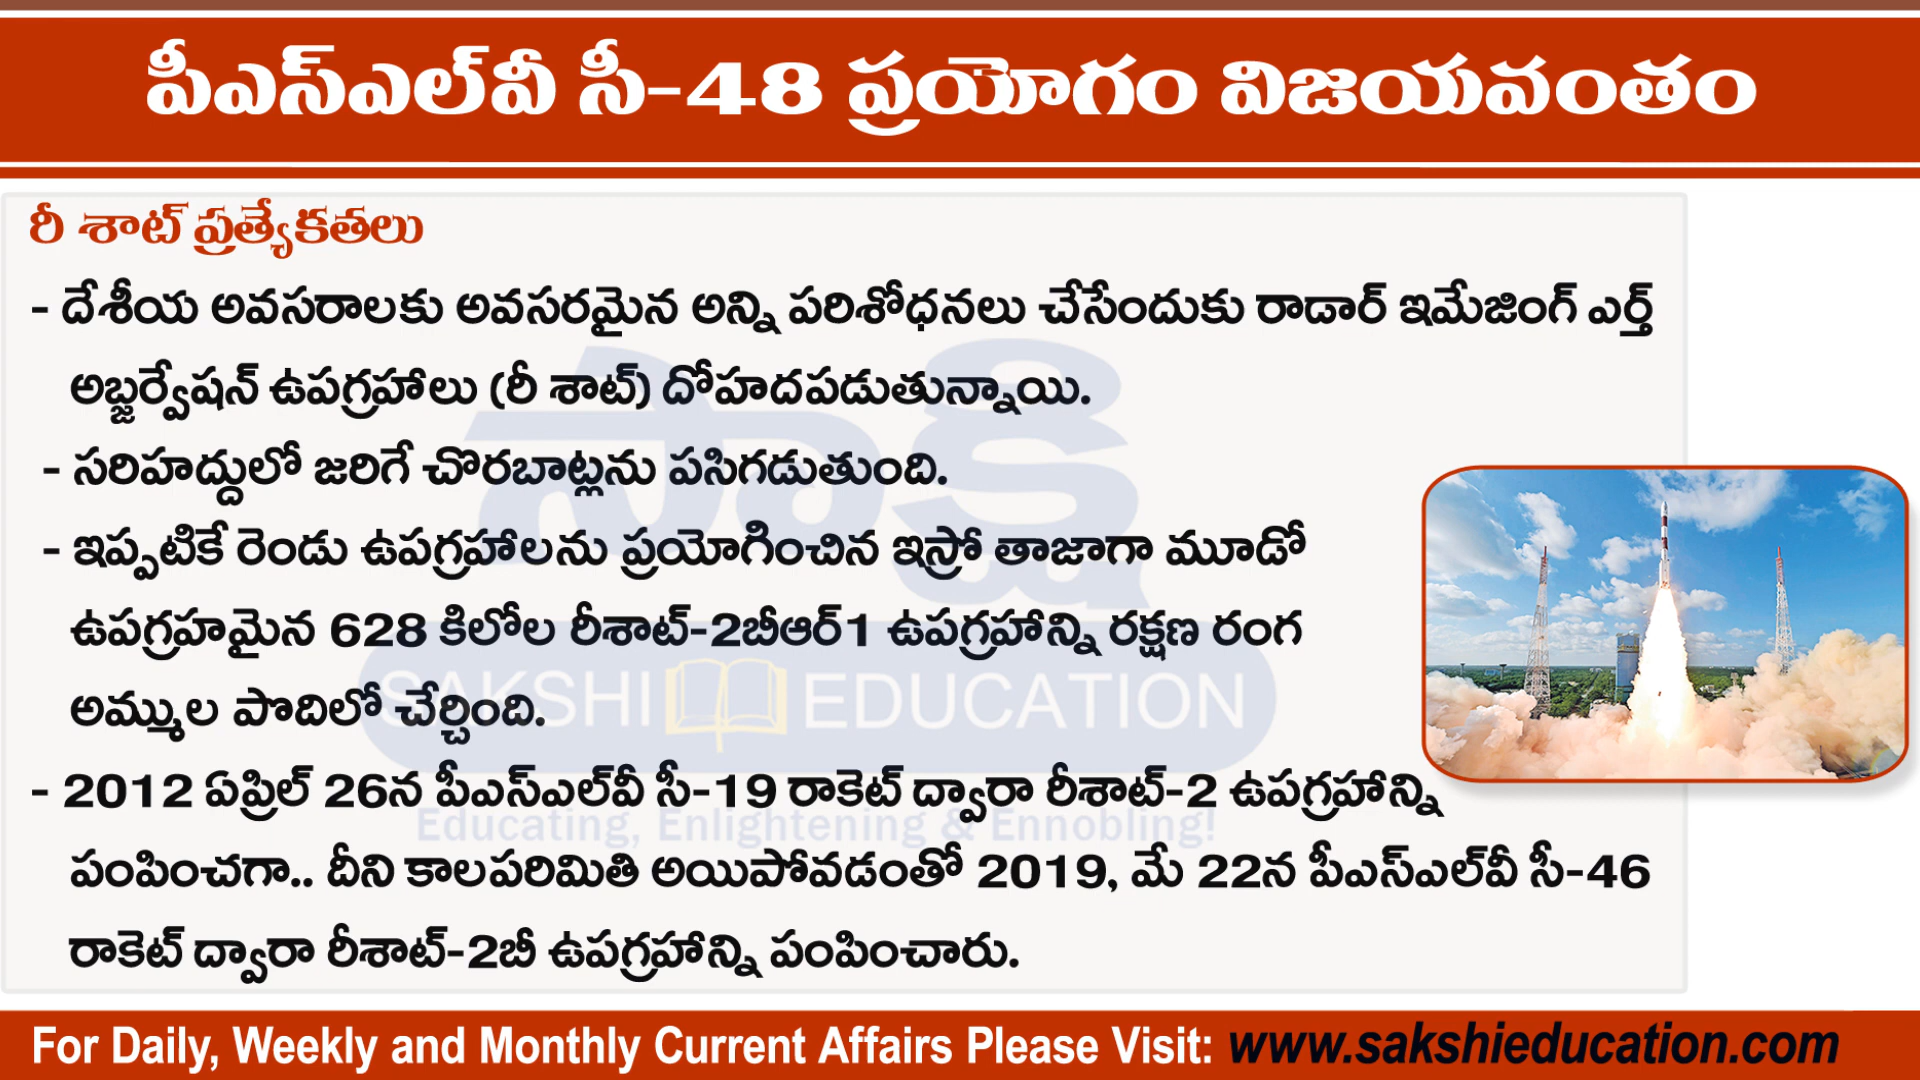 పీఎస్ఎల్‌వీ సీ-48 ప్రయోగం విజయవంతం
రీ శాట్ ప్రత్యేకతలు
- దేశీయ అవసరాలకు అవసరమైన అన్ని పరిశోధనలు చేసేందుకు రాడార్ ఇమేజింగ్ ఎర్త్
అబ్జర్వేషన్ ఉపగ్రహాలు (రీ శాట్) దోహదపడుతున్నాయి.
- సరిహద్దులో జరిగే చొరబాట్లను పసిగడుతుంది.
- ఇప్పటికే రెండు ఉపగ్రహాలను ప్రయోగించిన ఇస్రో తాజాగా మూడో
ఉపగ్రహమైన 628 కిలోల రీశాట్-2బీఆర్1 ఉపగ్రహాన్ని రక్షణ రంగ
అమ్ముల పొదిలో చేర్చింది.
- 2012 ఏప్రిల్ 26న పీఎస్ఎల్‌వీ సీ-19 రాకెట్ ద్వారా రీశాట్-2 ఉపగ్రహాన్ని
పంపించగా.. దీని కాలపరిమితి అయిపోవడంతో 2019, మే 22న పీఎస్ఎల్‌వీ సీ-46
రాకెట్ ద్వారా రీశాట్-2బీ ఉపగ్రహాన్ని పంపించారు.
సాక్షి
SAKSHI EDUCATION
Educating, Enlightening & Ennobling!
For Daily, Weekly and Monthly Current Affairs Please Visit: www.sakshieducation.com